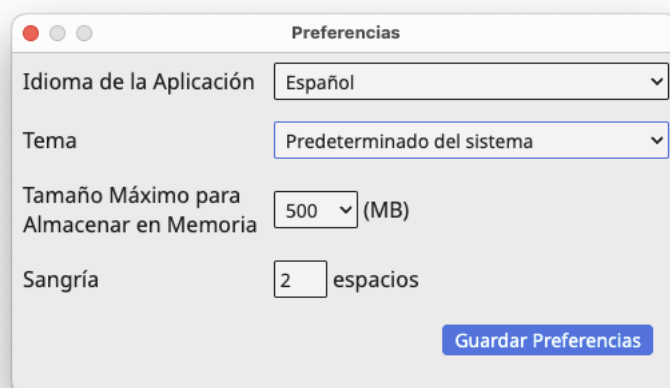 Preferencias
Idioma de la Aplicación Español
Tema Predeterminado del sistema
Tamaño Máximo para
Almacenar en Memoria 500 (MB)
Sangría 2 espacios
Guardar Preferencias